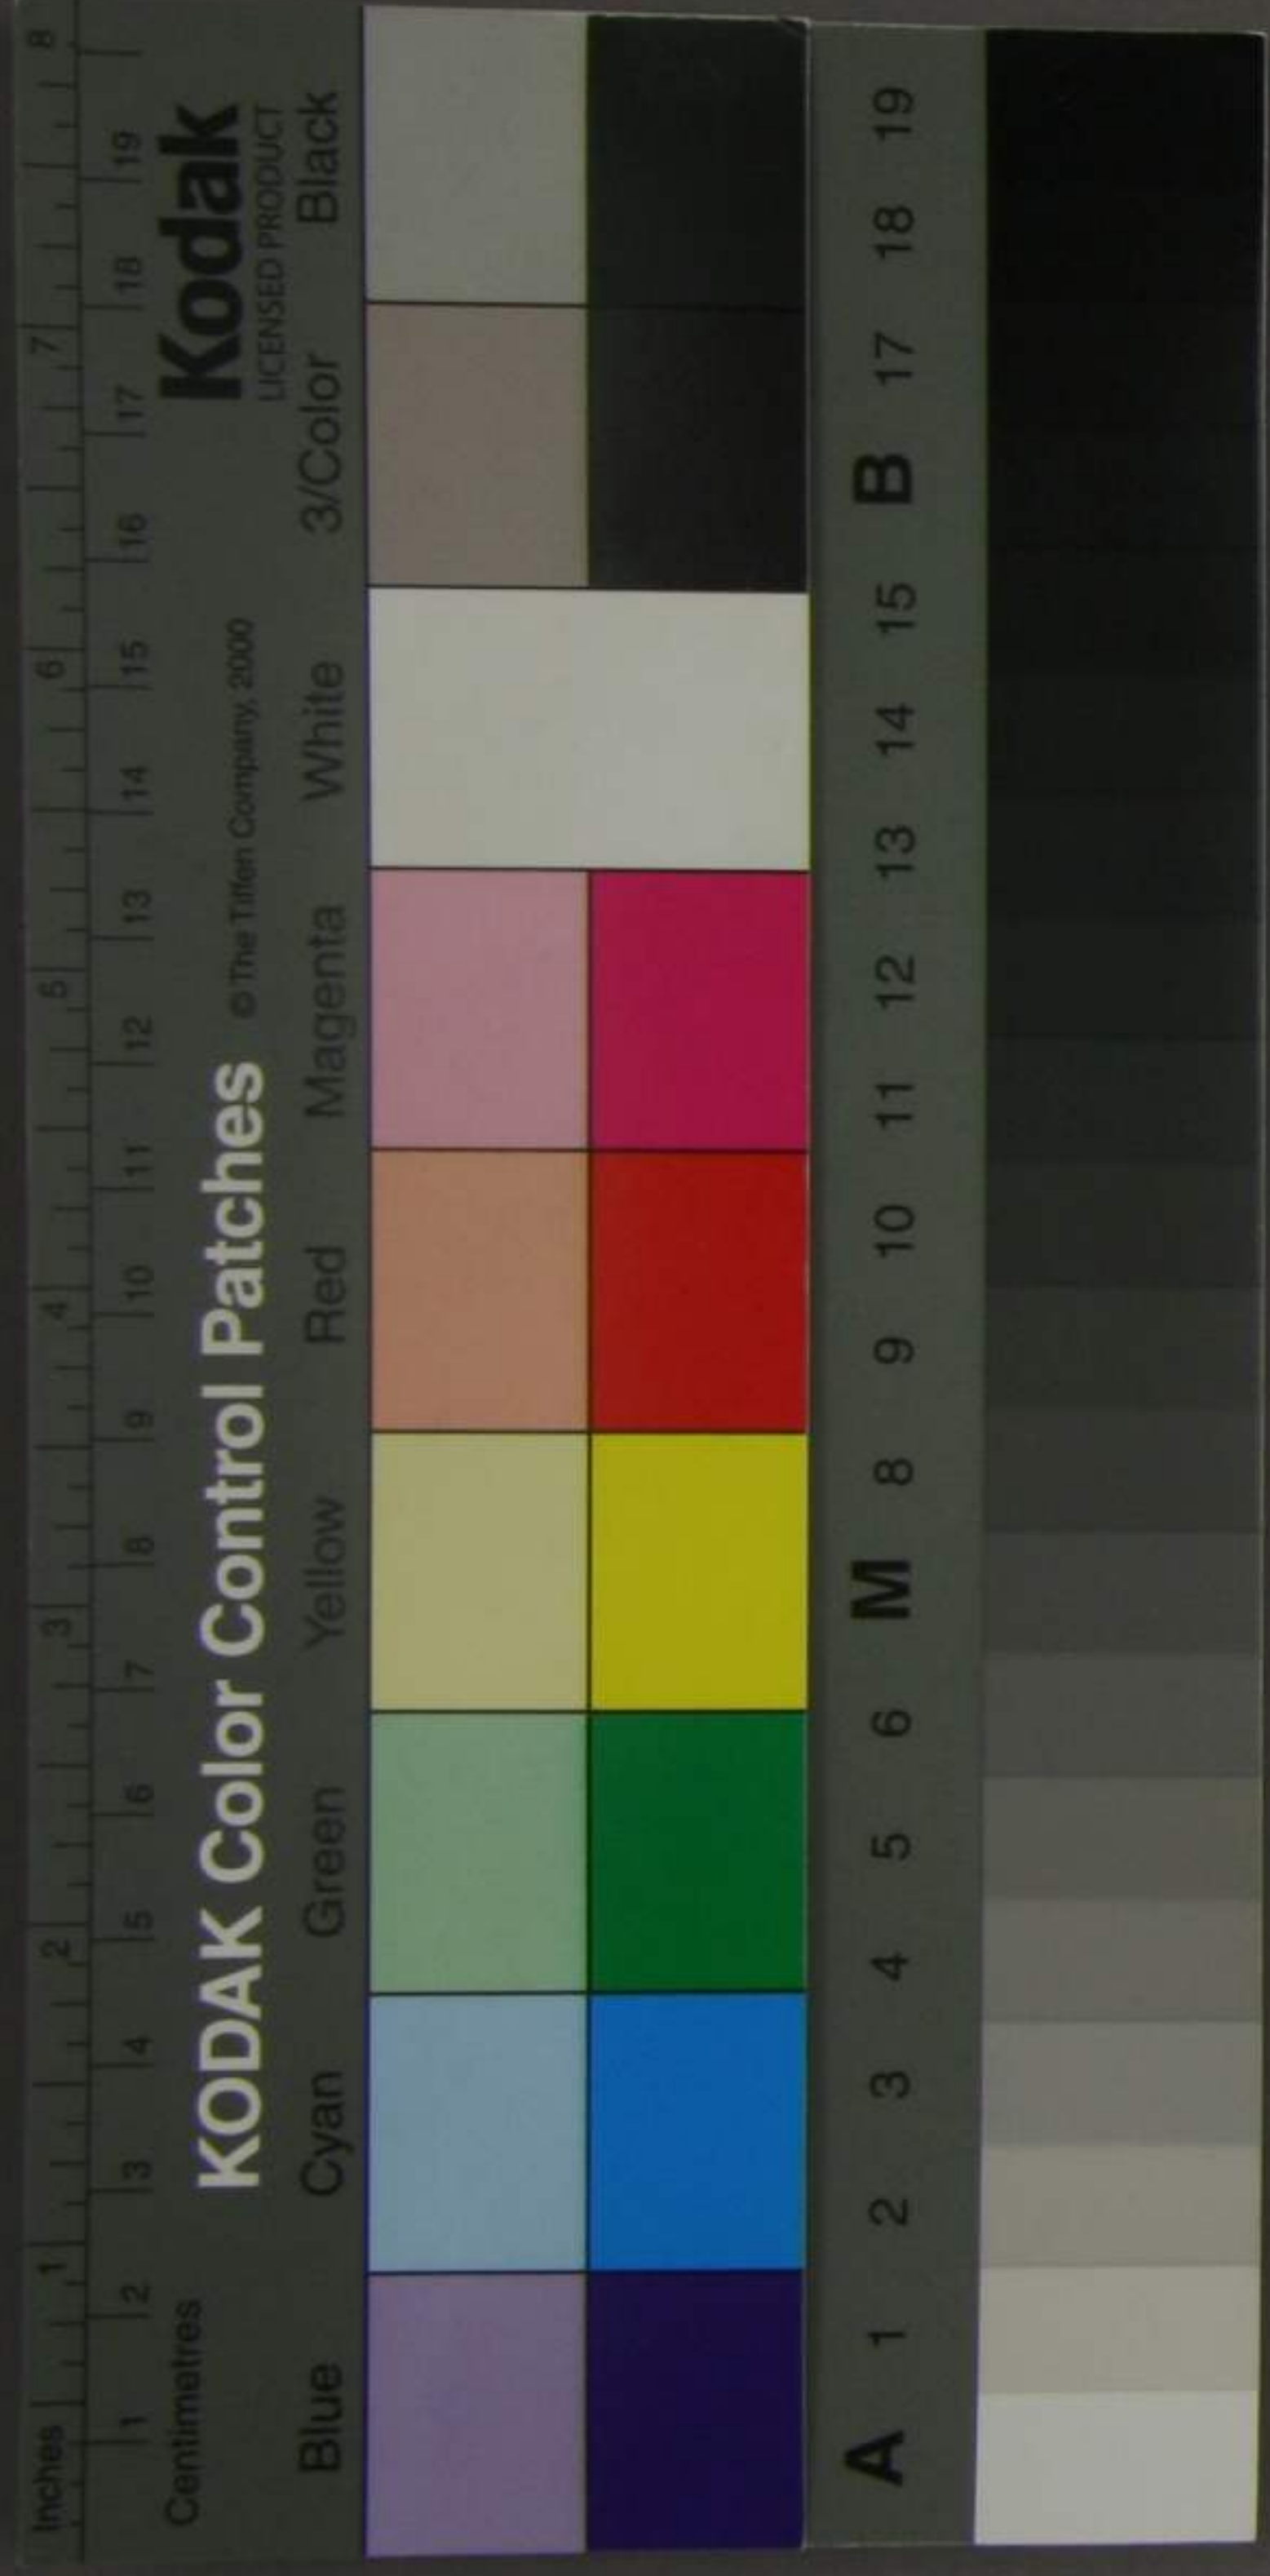 Inches 1 2 3 4 5 6 7 8
1 2 3 4 5 6 7 8 9 10 11 12 13 14 15 16 17 18 19
Centimetres
KODAK Color Control Patches © The Tiffen Company, 2000 Kodak
LICENSED PRODUCT
Blue Cyan Green Yellow Red Magenta White 3/Color Black
A 1 2 3 4 5 6 M 8 9 10 11 12 13 14 15 B 17 18 19